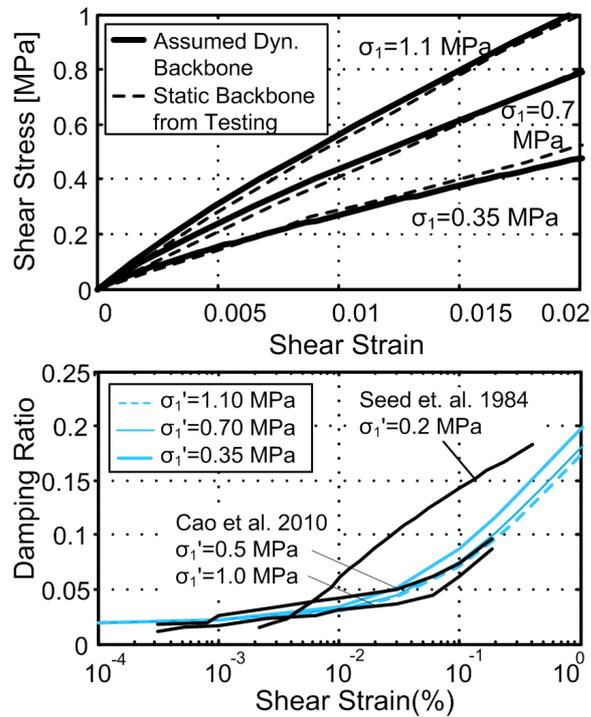 Shear Stress [MPa]
1
0.8
0.6
0.4
0.2
0
Assumed Dyn.
Backbone
Static Backbone
from Testing
σ1=1.1 MPa
σ1=0.7
MPa
σ1=0.35 MPa
0 0.005 0.01 0.015 0.02
Shear Strain
Damping Ratio
0.25
0.2
0.15
0.1
0.05
0
σ1'=1.10 MPa
σ1'=0.70 MPa
σ1'=0.35 MPa
Seed et. al. 1984
σ1'=0.2 MPa
Cao et al. 2010
σ1'=0.5 MPa
σ1'=1.0 MPa
10^-4 10^-3 10^-2 10^-1 10^0
Shear Strain(%)